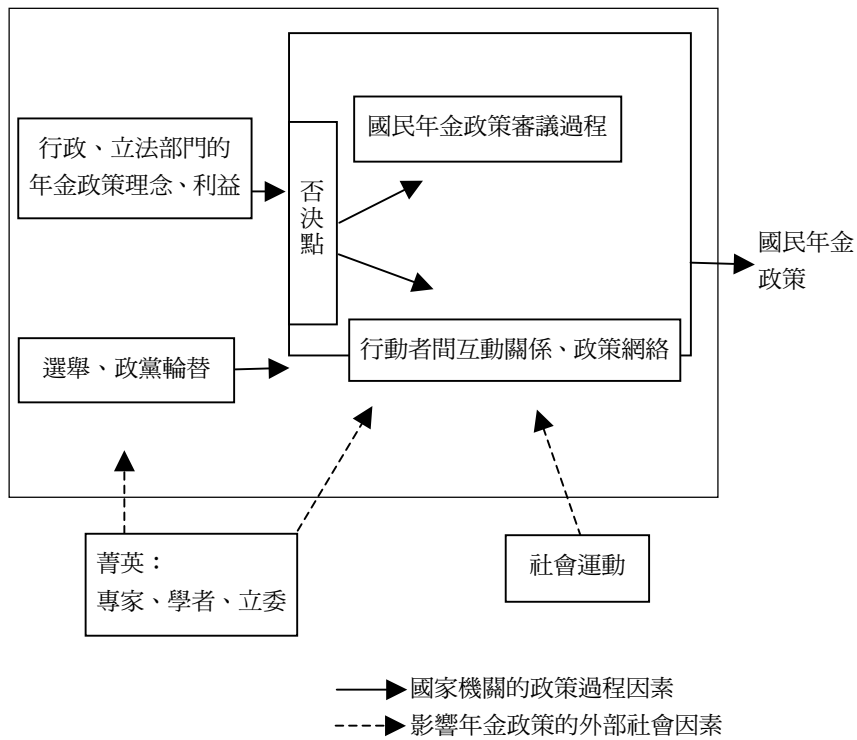 行政、立法部門的
年金政策理念、利益
否決點
國民年金政策審議過程
國民年金
政策
選舉、政黨輪替
行動者間互動關係、政策網絡
菁英：
專家、學者、立委
社會運動
國家機關的政策過程因素
影響年金政策的外部社會因素